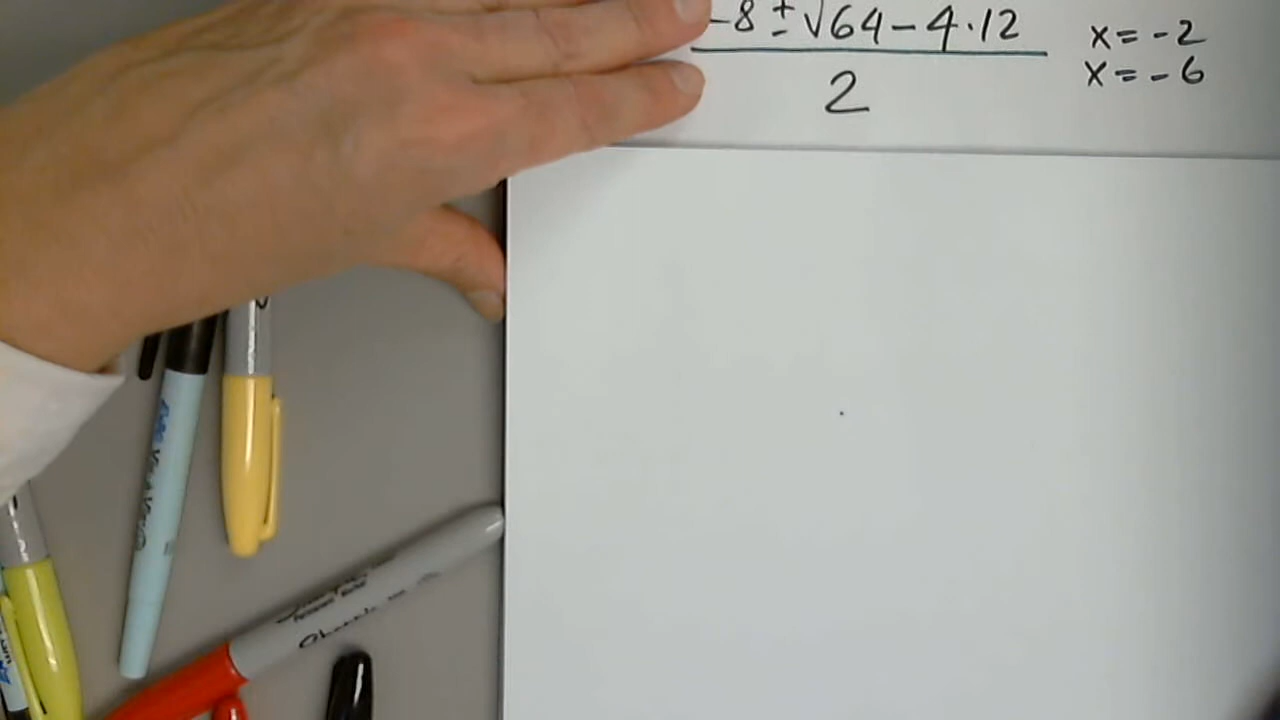 -8 ± √64 - 4·12
2
x = -2
x = -6